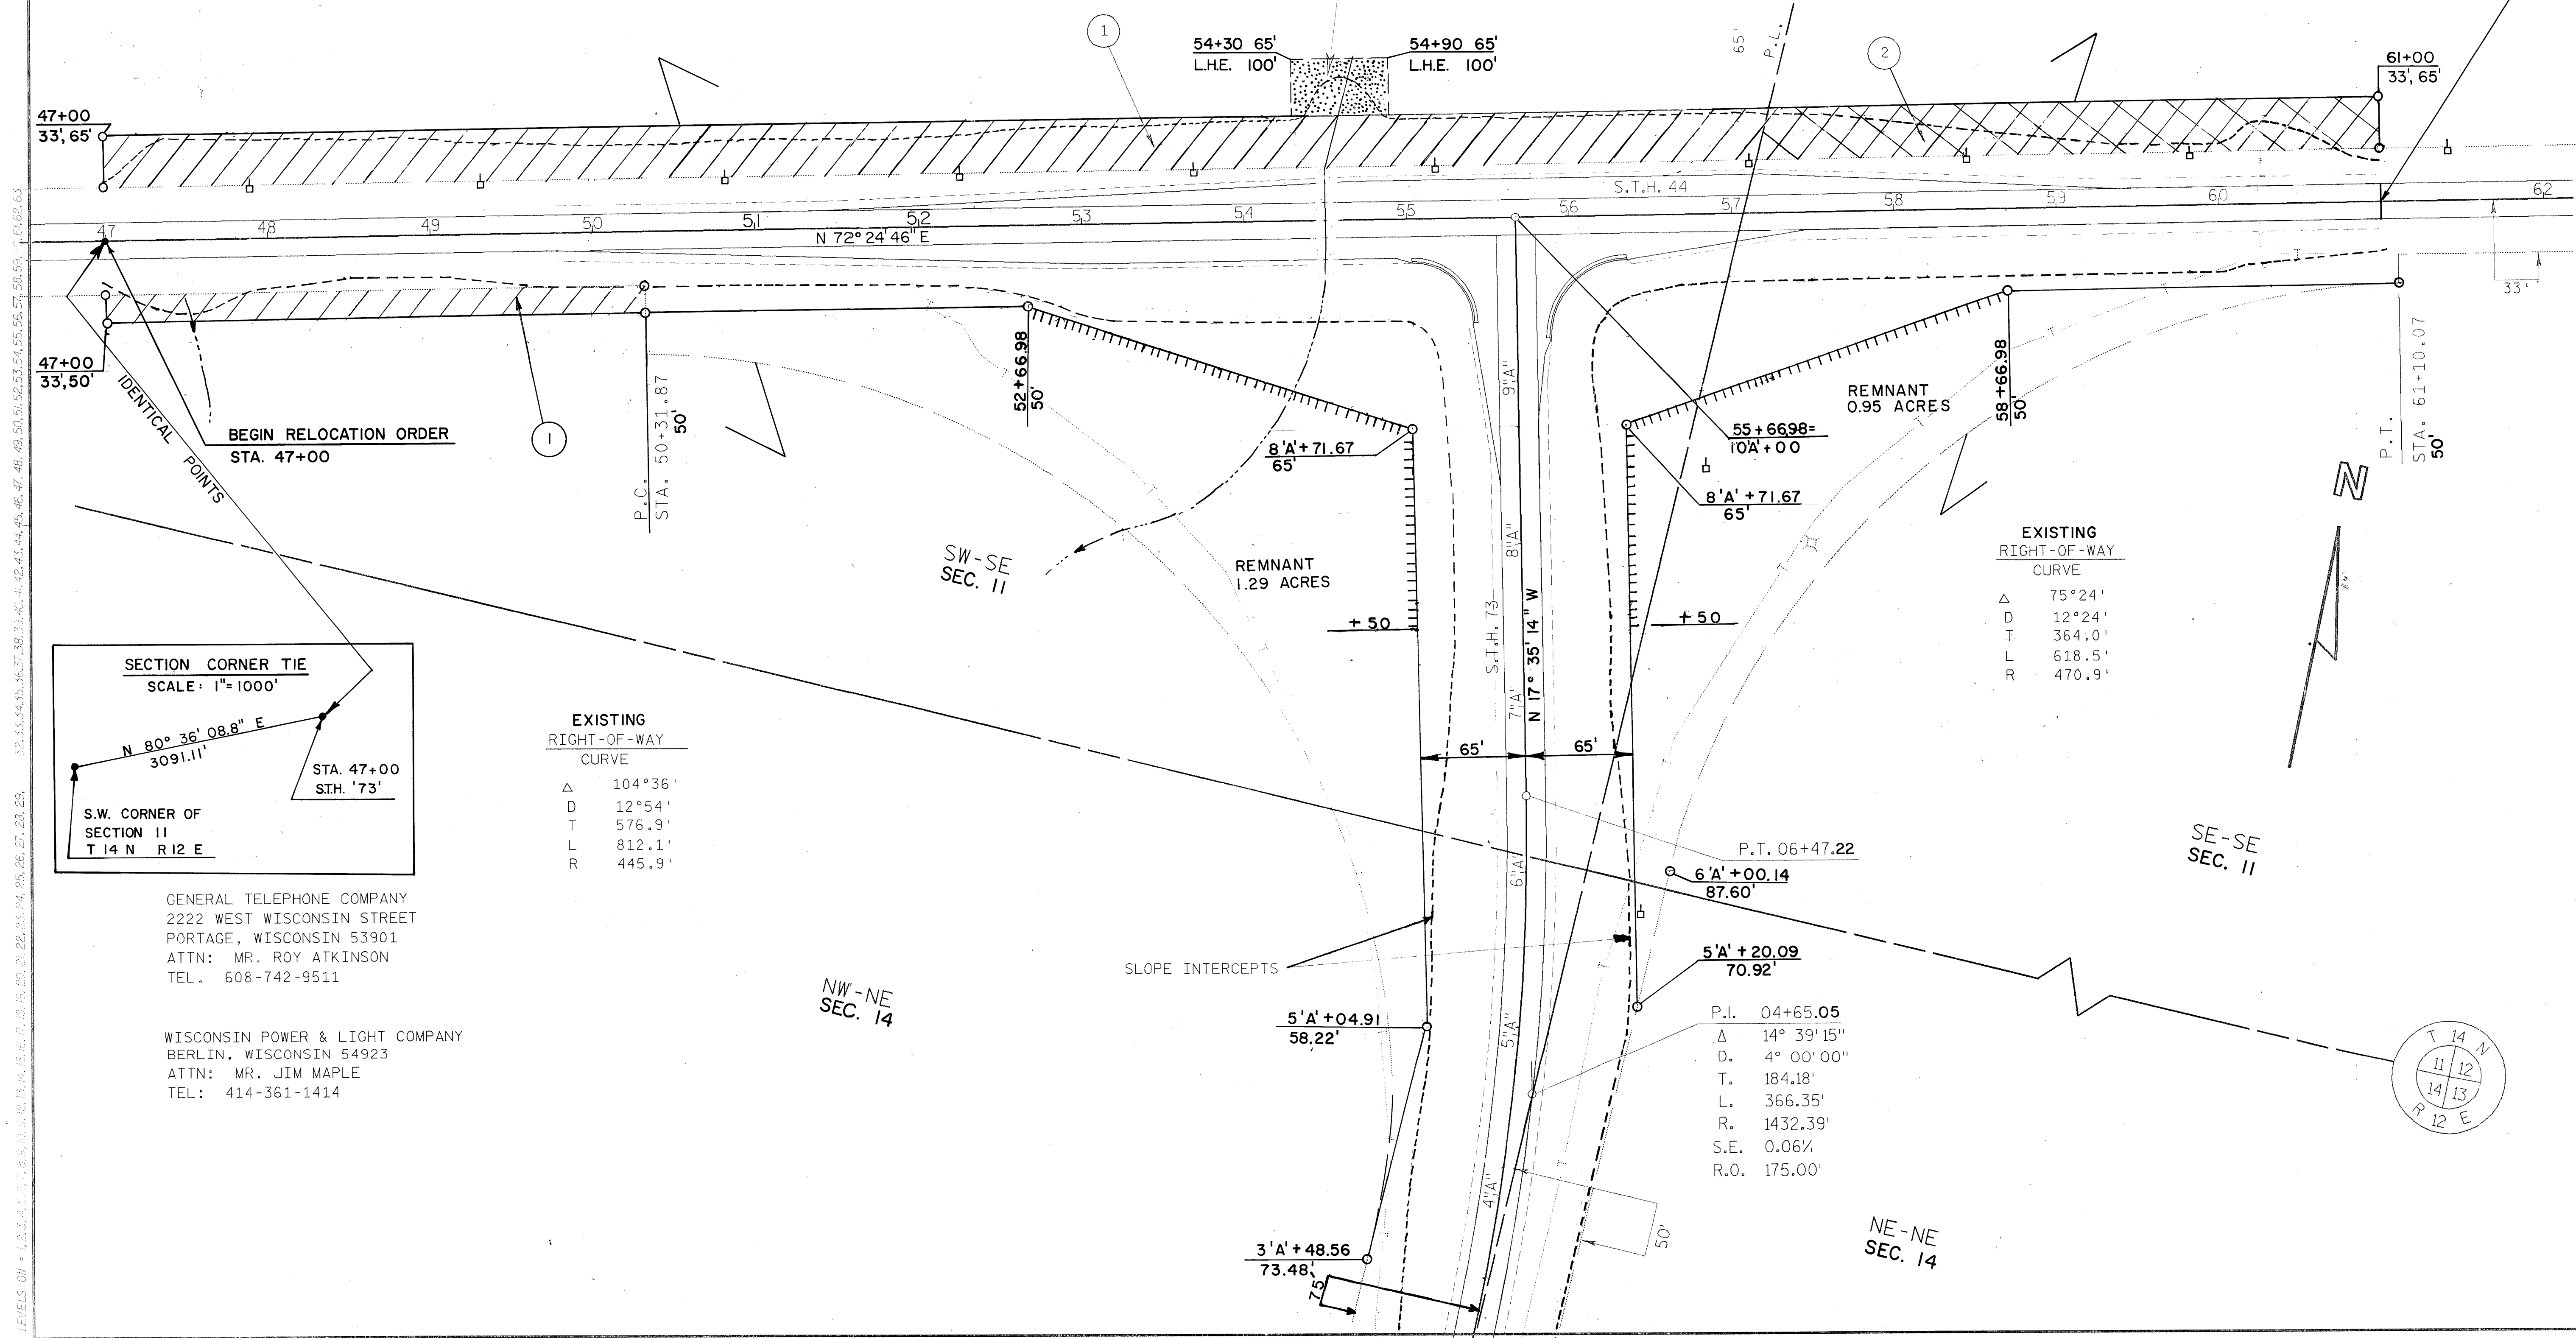 54+30 65'
L.H.E. 100'
54+90 65'
L.H.E. 100'
65'
P.L.
1
2
61+00
33', 65'
47+00
33', 65'
S.T.H. 44
47 48 49 50 51 52 53 54 55 56 57 58 59 60 62
N 72° 24' 46" E
33'
47+00
33', 50'
IDENTICAL POINTS
BEGIN RELOCATION ORDER
STA. 47+00
1
P.C.
STA. 50+31.87
50'
52+66.98
50'
9"A"
8'A'+71.67
65'
55+66.98=
10'A'+00
8'A'+71.67
65'
REMNANT
0.95 ACRES
58+66.98
50'
P.T.
STA. 61+10.07
50'
N
SW-SE
SEC. 11
REMNANT
1.29 ACRES
8"A"
+50
+50
S.T.H. 73
N 17° 35' 14" W
7"A"
65'
65'
EXISTING
RIGHT-OF-WAY
CURVE
Δ 75°24'
D 12°24'
T 364.0'
L 618.5'
R 470.9'
SECTION CORNER TIE
SCALE: 1"=1000'
N 80° 36' 08.8" E
3091.11'
STA. 47+00
S.T.H. '73'
S.W. CORNER OF
SECTION 11
T 14 N R 12 E
EXISTING
RIGHT-OF-WAY
CURVE
Δ 104°36'
D 12°54'
T 576.9'
L 812.1'
R 445.9'
P.T. 06+47.22
6'A'+00.14
87.60'
6"A"
SE-SE
SEC. 11
GENERAL TELEPHONE COMPANY
2222 WEST WISCONSIN STREET
PORTAGE, WISCONSIN 53901
ATTN: MR. ROY ATKINSON
TEL. 608-742-9511
SLOPE INTERCEPTS
5'A'+20.09
70.92'
NW-NE
SEC. 14
5'A'+04.91
58.22'
5"A"
P.I. 04+65.05
Δ 14° 39'15"
D. 4° 00'00"
T. 184.18'
L. 366.35'
R. 1432.39'
S.E. 0.06%
R.O. 175.00'
WISCONSIN POWER & LIGHT COMPANY
BERLIN, WISCONSIN 54923
ATTN: MR. JIM MAPLE
TEL: 414-361-1414
T 14 N
11 12
14 13
R 12 E
4"A"
50'
NE-NE
SEC. 14
3'A'+48.56
73.48'
75'